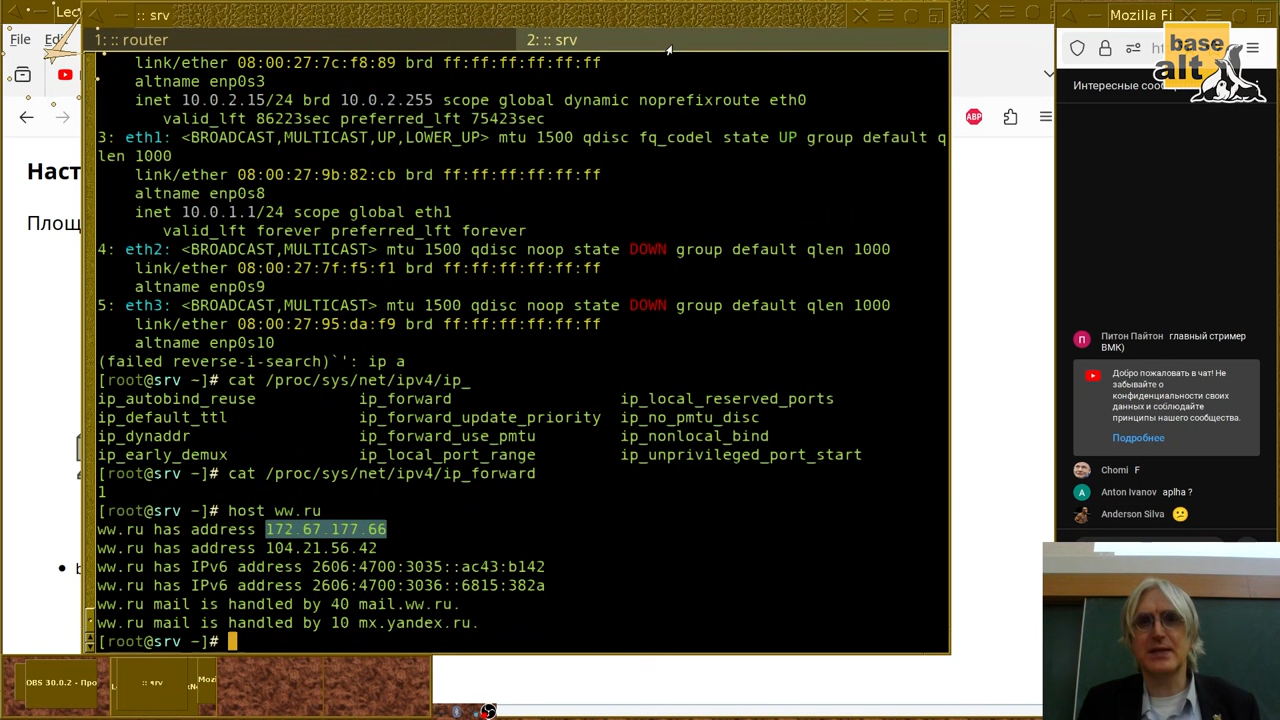 :: srv
Mozilla Fi
File
1: :: router
2: :: srv
base
alt
ABP
link/ether 08:00:27:7c:f8:89 brd ff:ff:ff:ff:ff:ff
altname enp0s3
inet 10.0.2.15/24 brd 10.0.2.255 scope global dynamic noprefixroute eth0
valid_lft 86223sec preferred_lft 75423sec
3: eth1: <BROADCAST,MULTICAST,UP,LOWER_UP> mtu 1500 qdisc fq_codel state UP group default q
len 1000
link/ether 08:00:27:9b:82:cb brd ff:ff:ff:ff:ff:ff
altname enp0s8
inet 10.0.1.1/24 scope global eth1
valid_lft forever preferred_lft forever
4: eth2: <BROADCAST,MULTICAST> mtu 1500 qdisc noop state DOWN group default qlen 1000
link/ether 08:00:27:7f:f5:f1 brd ff:ff:ff:ff:ff:ff
altname enp0s9
5: eth3: <BROADCAST,MULTICAST> mtu 1500 qdisc noop state DOWN group default qlen 1000
link/ether 08:00:27:95:da:f9 brd ff:ff:ff:ff:ff:ff
altname enp0s10
(failed reverse-i-search)`': ip a
[root@srv ~]# cat /proc/sys/net/ipv4/ip_
ip_autobind_reuse ip_forward ip_local_reserved_ports
ip_default_ttl ip_forward_update_priority ip_no_pmtu_disc
ip_dynaddr ip_forward_use_pmtu ip_nonlocal_bind
ip_early_demux ip_local_port_range ip_unprivileged_port_start
[root@srv ~]# cat /proc/sys/net/ipv4/ip_forward
1
[root@srv ~]# host ww.ru
ww.ru has address 172.67.177.66
ww.ru has address 104.21.56.42
ww.ru has IPv6 address 2606:4700:3035::ac43:b142
ww.ru has IPv6 address 2606:4700:3036::6815:382a
ww.ru mail is handled by 40 mail.ww.ru.
ww.ru mail is handled by 10 mx.yandex.ru.
[root@srv ~]#
Наст
Площ
Интересные сооб
Питон Пайтон главный стример
ВМК)
Добро пожаловать в чат! Не
забывайте о
конфиденциальности своих
данных и соблюдайте
принципы нашего сообщества.
Подробнее
Chomi F
Anton Ivanov aplha ?
Anderson Silva
OBS 30.0.2 - Про
:: srv
Mozi